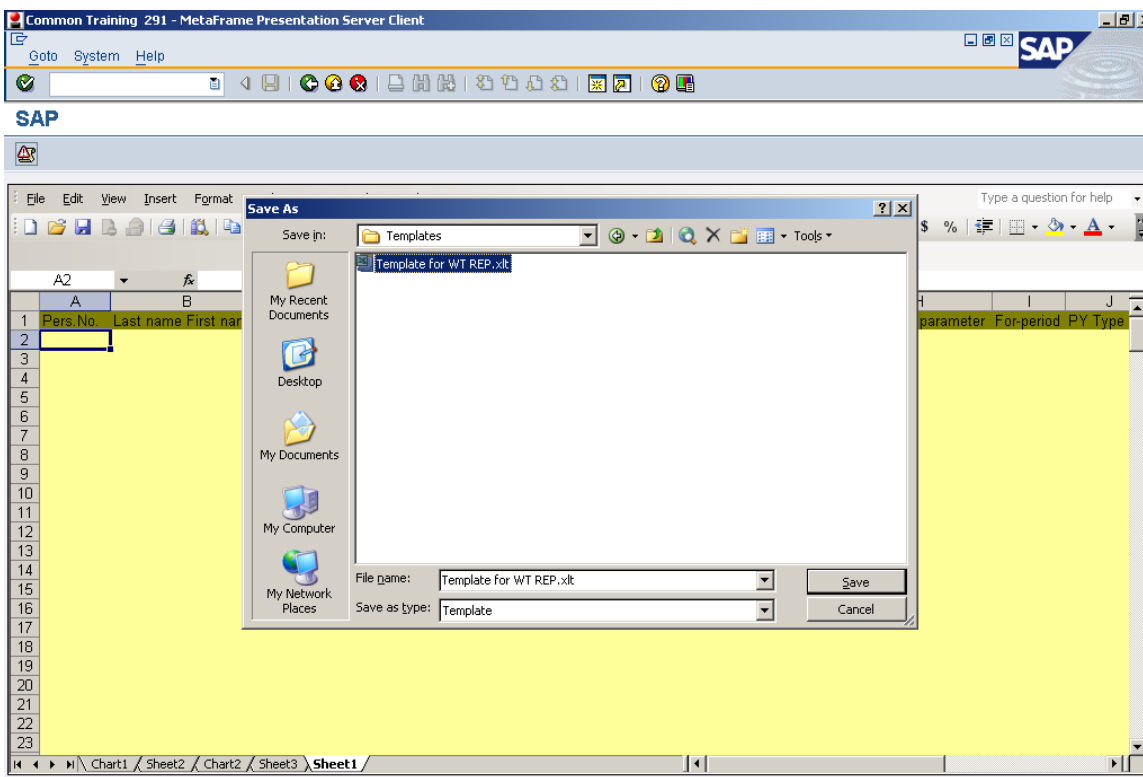 Common Training 291 - MetaFrame Presentation Server Client
Goto System Help
SAP
SAP
File Edit View Insert Format
Type a question for help
$ %
Save As
Save in: Templates Tools
Template for WT REP.xlt
My Recent
Documents
Desktop
My Documents
My Computer
My Network
Places
File name: Template for WT REP.xlt Save
Save as type: Template Cancel
A2 fx
A B I J
1 Pers.No. Last name First nar parameter For-period PY Type
2
3
4
5
6
7
8
9
10
11
12
13
14
15
16
17
18
19
20
21
22
23
Chart1 Sheet2 Chart2 Sheet3 Sheet1